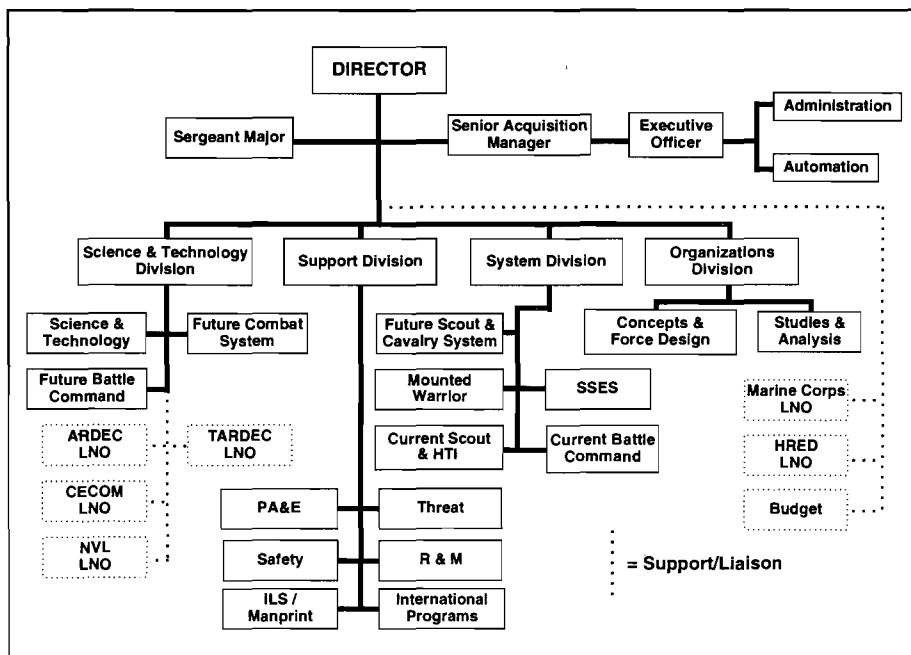 DIRECTOR
Sergeant Major
Senior Acquisition
Manager
Executive
Officer
Administration
Automation
Science & Technology
Division
Support Division
System Division
Organizations
Division
Science &
Technology
Future Combat
System
Future Battle
Command
ARDEC
LNO
TARDEC
LNO
CECOM
LNO
NVL
LNO
PA&E
Threat
Safety
R & M
ILS /
Manprint
International
Programs
Future Scout &
Cavalry System
Mounted
Warrior
SSES
Current Scout
& HTI
Current Battle
Command
Concepts &
Force Design
Studies &
Analysis
Marine Corps
LNO
HRED
LNO
Budget
= Support/Liaison